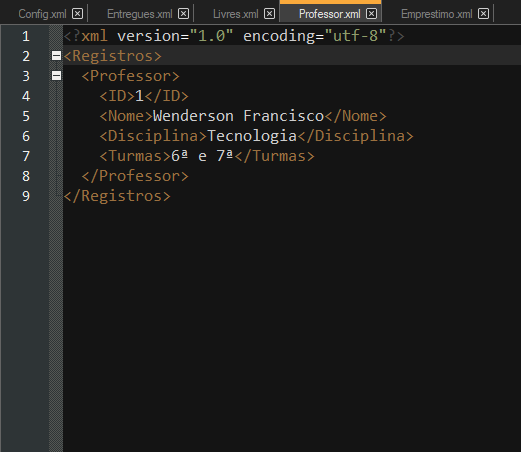 Config.xml Entregues.xml Livres.xml Professor.xml Emprestimo.xml
1 <?xml version="1.0" encoding="utf-8"?>
2 <Registros>
3 <Professor>
4 <ID>1</ID>
5 <Nome>Wenderson Francisco</Nome>
6 <Disciplina>Tecnologia</Disciplina>
7 <Turmas>6ª e 7ª</Turmas>
8 </Professor>
9 </Registros>